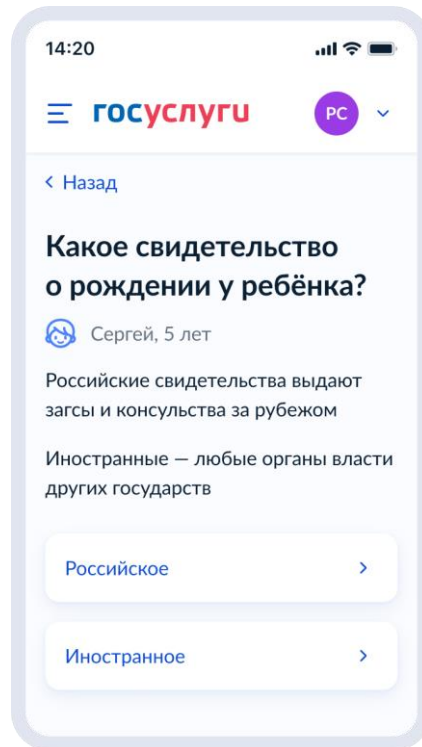 14:20
госуслуги
РС
Назад
Какое свидетельство
о рождении у ребёнка?
Сергей, 5 лет
Российские свидетельства выдают
загсы и консульства за рубежом
Иностранные — любые органы власти
других государств
Российское
Иностранное